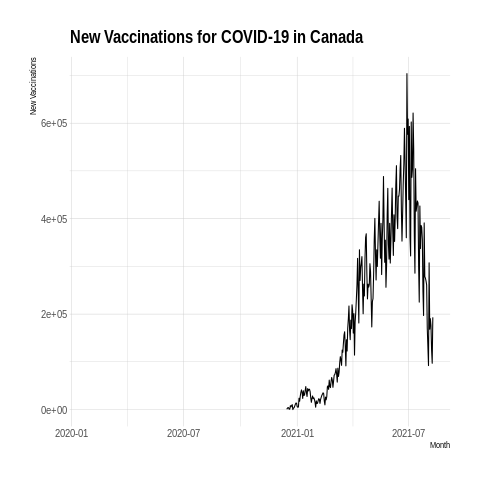 New Vaccinations for COVID-19 in Canada
New Vaccinations
6e+05
4e+05
2e+05
0e+00
2020-01 2020-07 2021-01 2021-07
Month